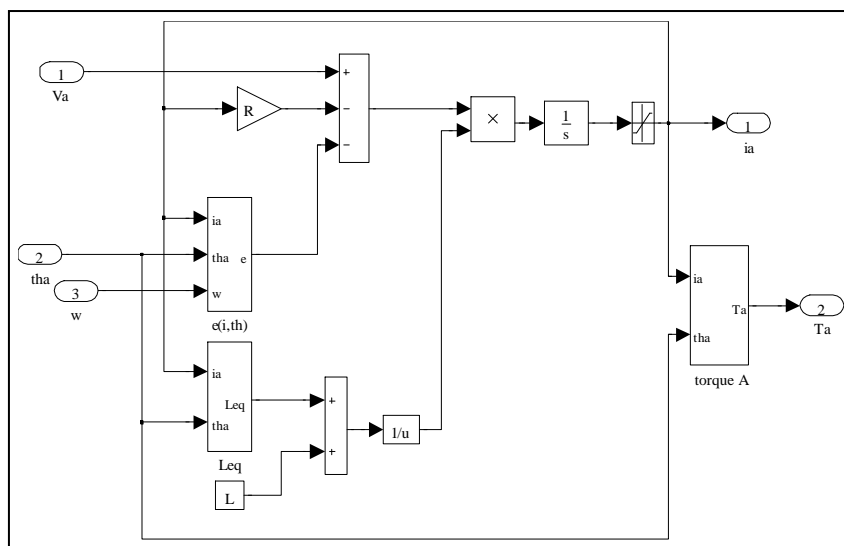 1
Va
+
−
−
R
×
1
s
1
ia
2
tha
3
w
ia
tha
w
e
e(i,th)
ia
tha
Ta
torque A
2
Ta
ia
tha
Leq
Leq
+
+
1/u
L